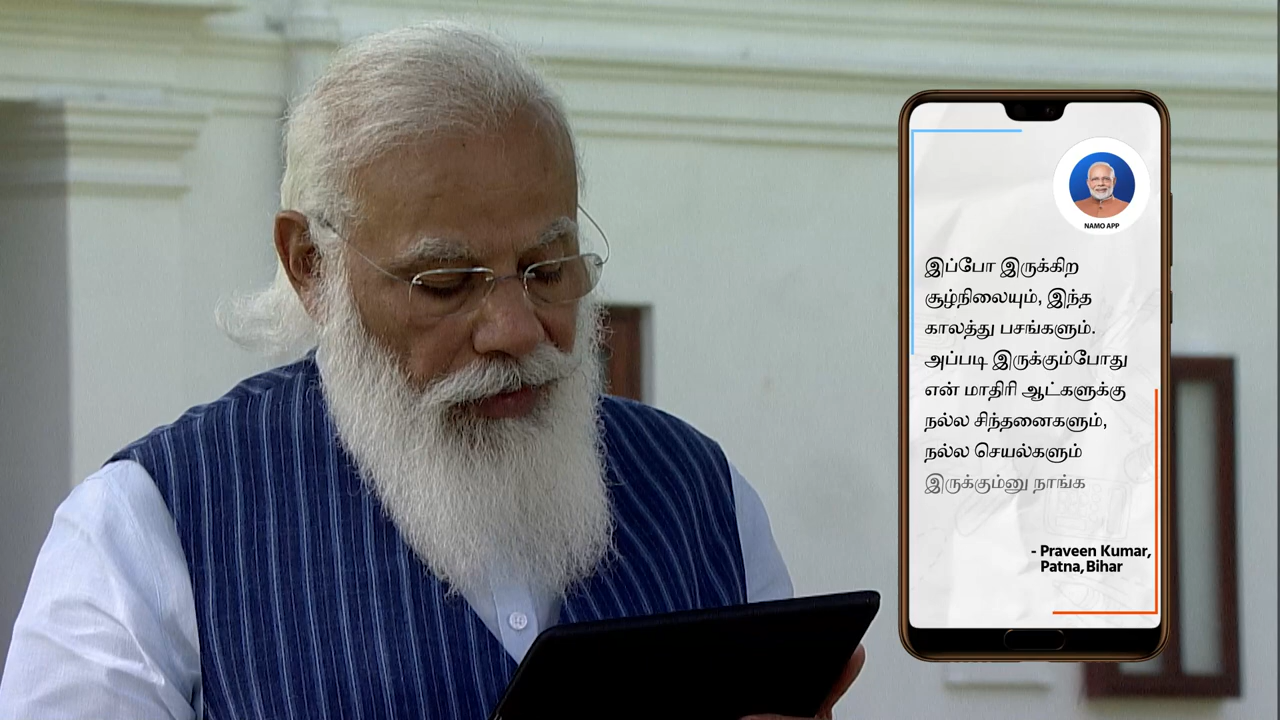 NAMO APP
இப்போ இருக்கிற
சூழ்நிலையும், இந்த
காலத்து பசங்களும்.
அப்படி இருக்கும்போது
என் மாதிரி ஆட்களுக்கு
நல்ல சிந்தனைகளும்,
நல்ல செயல்களும்
இருக்கும்னு நாங்க
- Praveen Kumar,
Patna, Bihar